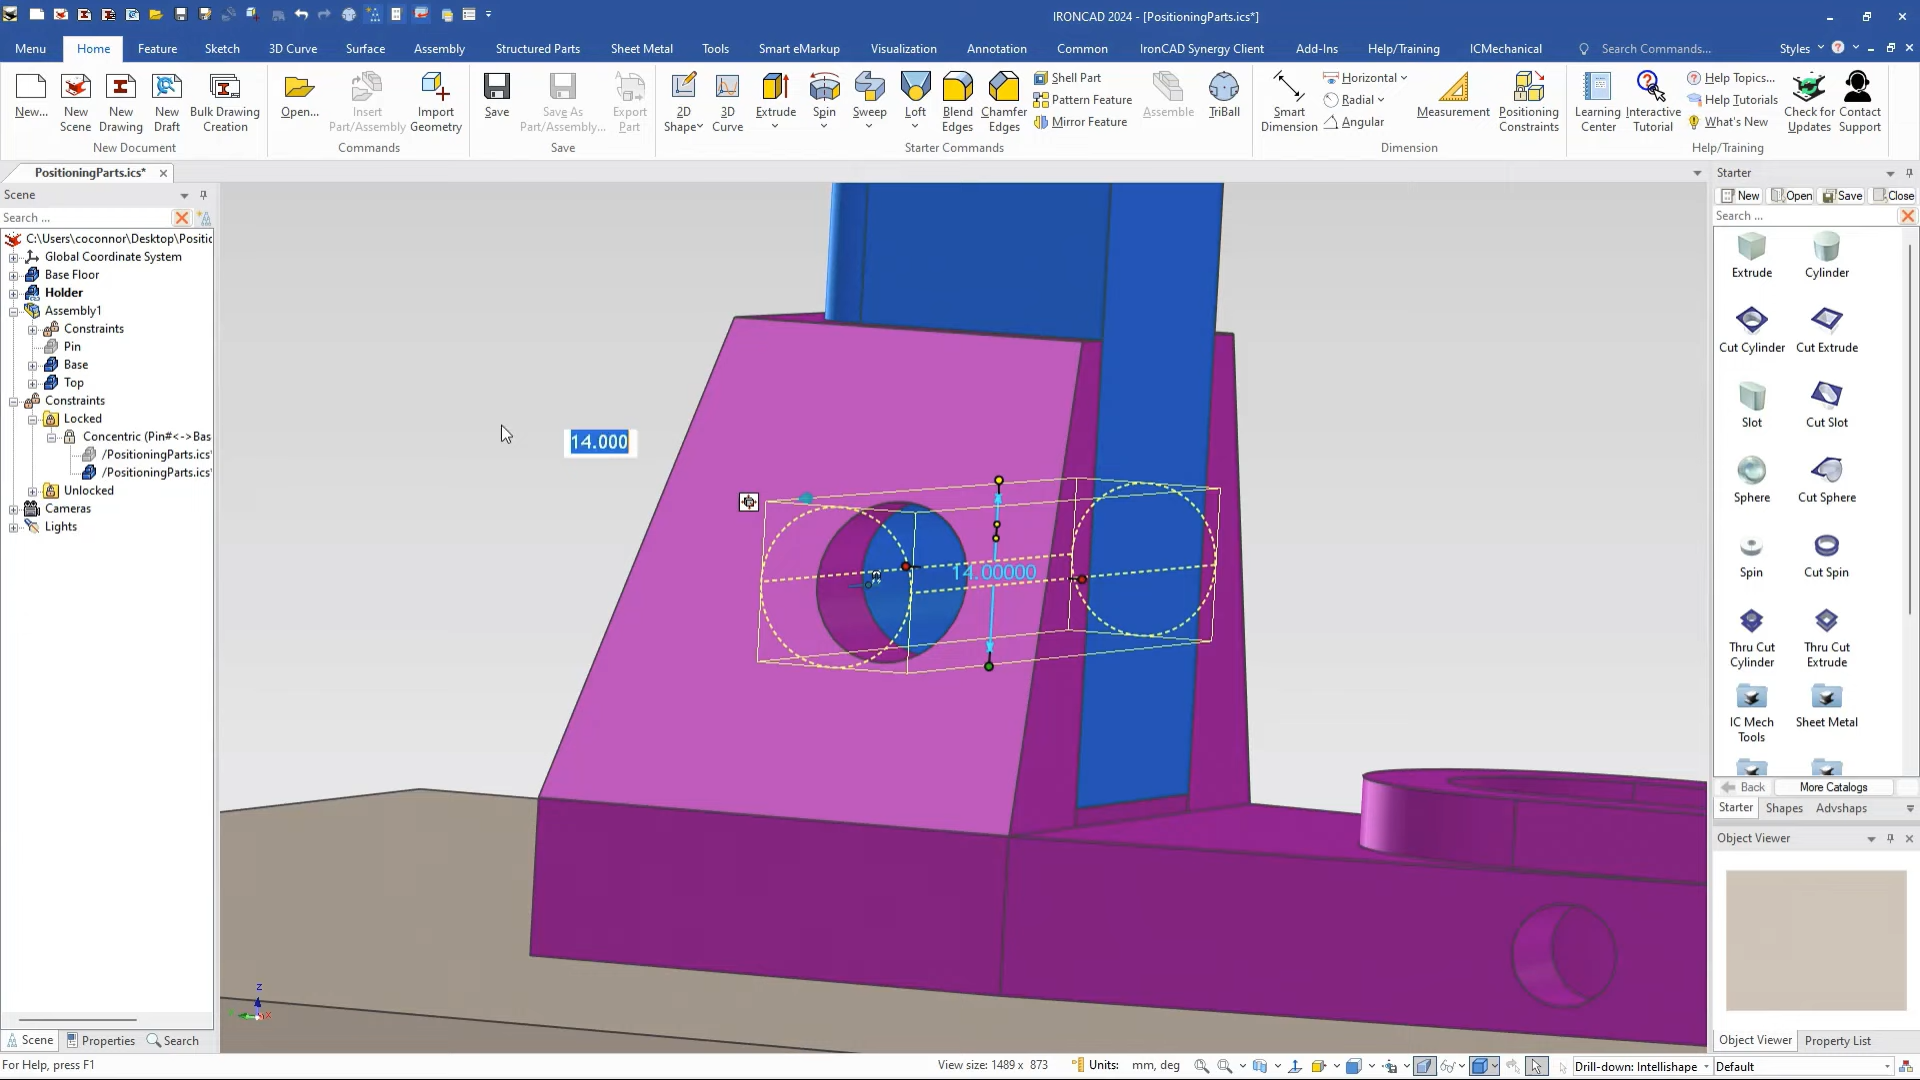 IRONCAD 2024 - [PositioningParts.ics*]
Menu Home Feature Sketch 3D Curve Surface Assembly Structured Parts Sheet Metal Tools Smart eMarkup Visualization Annotation Common IronCAD Synergy Client Add-Ins Help/Training ICMechanical Search Commands... Styles
New... New Scene New Drawing New Draft Bulk Drawing Creation
New Document
Open... Insert Part/Assembly Import Geometry
Commands
Save Save As Part/Assembly... Export Part
Save
2D Shape 3D Curve Extrude Spin Sweep Loft Blend Edges Chamfer Edges
Shell Part
Pattern Feature
Mirror Feature
Assemble TriBall
Starter Commands
Smart Dimension
Horizontal
Radial
Angular
Measurement Positioning Constraints
Dimension
Learning Center Interactive Tutorial
Help Topics...
Help Tutorials
What's New
Check for Updates Contact Support
Help/Training
PositioningParts.ics*
Scene
Search ...
C:\Users\coconnor\Desktop\Positic
Global Coordinate System
Base Floor
Holder
Assembly1
Constraints
Pin
Base
Top
Constraints
Locked
Concentric (Pin#<->Bas
/PositioningParts.ics'
/PositioningParts.ics'
Unlocked
Cameras
Lights
Scene Properties Search
14.000
14.00000
Z
X
Starter
New Open Save Close
Search ...
Extrude Cylinder
Cut Cylinder Cut Extrude
Slot Cut Slot
Sphere Cut Sphere
Spin Cut Spin
Thru Cut Cylinder Thru Cut Extrude
IC Mech Tools Sheet Metal
Back More Catalogs
Starter Shapes Advshaps
Object Viewer
Object Viewer Property List
For Help, press F1
View size: 1489 x 873
Units: mm, deg
Drill-down: Intellishape
Default